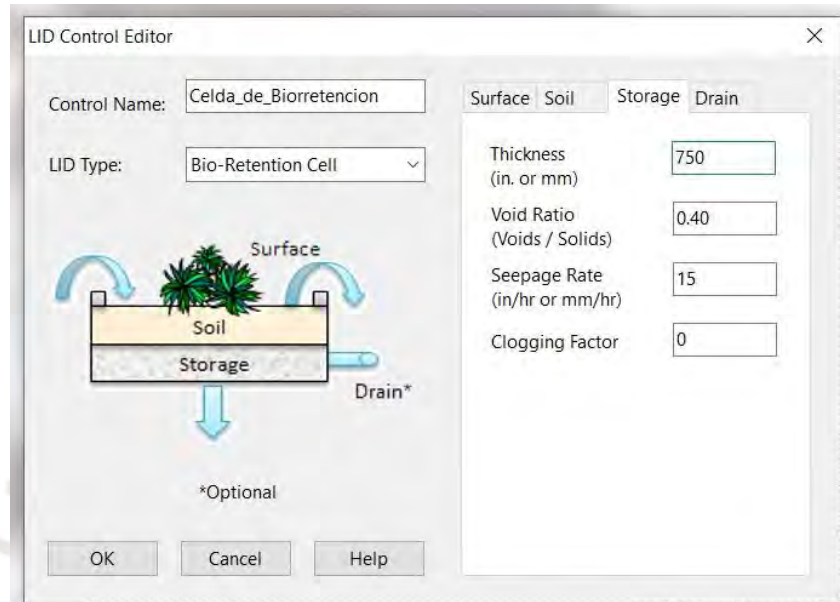 LID Control Editor
Control Name: Celda_de_Biorretencion
LID Type: Bio-Retention Cell
Surface
Soil
Storage
Drain*
*Optional
OK Cancel Help
Surface Soil Storage Drain
Thickness
(in. or mm) 750
Void Ratio
(Voids / Solids) 0.40
Seepage Rate
(in/hr or mm/hr) 15
Clogging Factor 0